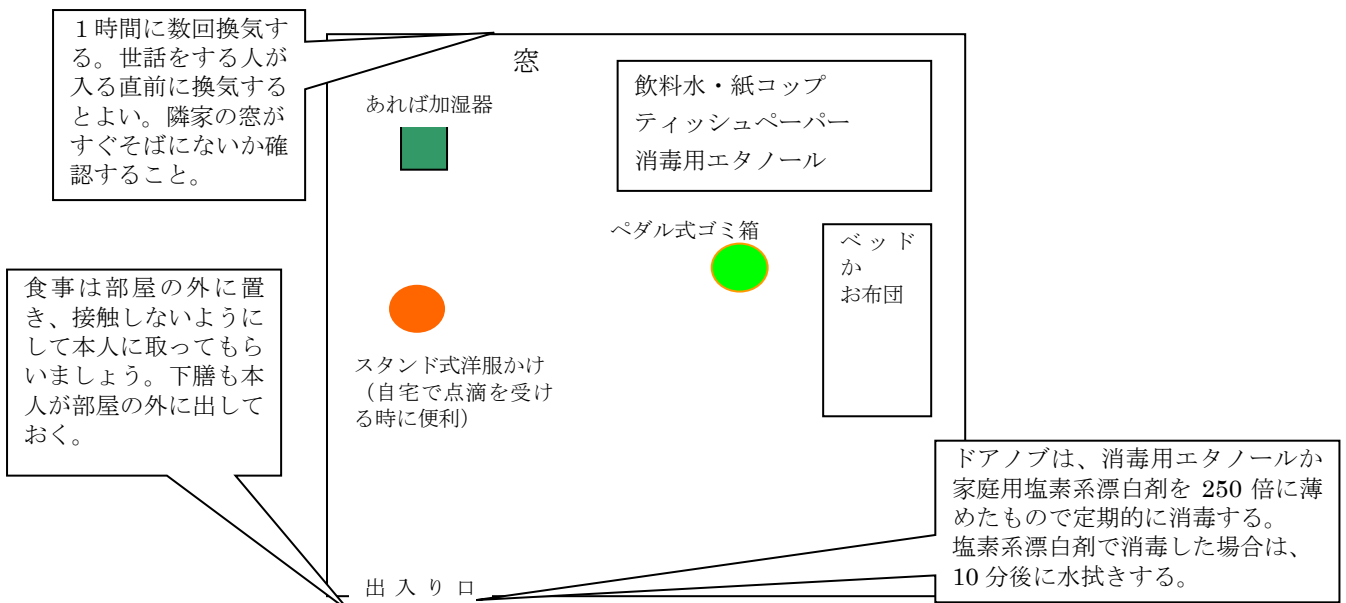 1時間に数回換気す
る。世話をする人が
入る直前に換気する
とよい。隣家の窓が
すぐそばにないか確
認すること。
窓
あれば加湿器
飲料水・紙コップ
ティッシュペーパー
消毒用エタノール
ペダル式ゴミ箱
ベッド
か
お布団
食事は部屋の外に置
き、接触しないように
して本人に取ってもら
いましょう。下膳も本
人が部屋の外に出して
おく。
スタンド式洋服かけ
（自宅で点滴を受け
る時に便利）
ドアノブは、消毒用エタノールか
家庭用塩素系漂白剤を 250 倍に薄
めたもので定期的に消毒する。
塩素系漂白剤で消毒した場合は、
10 分後に水拭きする。
出入り口